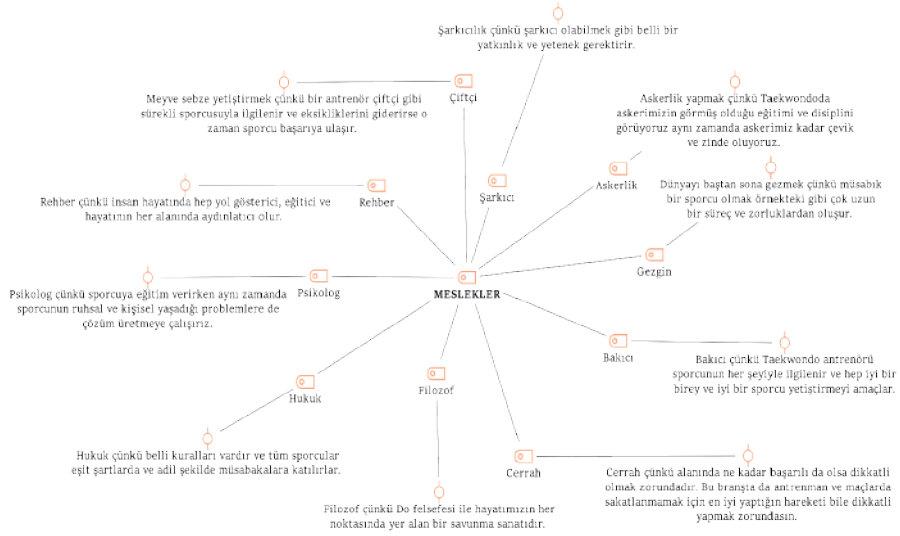 Şarkıcılık çünkü şarkıcı olabilmek gibi belli bir
yatkınlık ve yetenek gerektirir.
Çiftçi
Meyve sebze yetiştirmek çünkü bir antrenör çiftçi gibi
sürekli sporcusuyla ilgilenir ve eksikliklerini giderirse o
zaman sporcu başarıya ulaşır.
Askerlik yapmak çünkü Taekwondoda
askerimizin görmüş olduğu eğitimi ve disiplini
görüyoruz aynı zamanda askerimiz kadar çevik
ve zinde oluyoruz.
Askerlik
Şarkıcı
Rehber
Rehber çünkü insan hayatında hep yol gösterici, eğitici ve
hayatının her alanında aydınlatıcı olur.
Dünyayı baştan sona gezmek çünkü müsabık
bir sporcu olmak örnekteki gibi çok uzun
bir süreç ve zorluklardan oluşur.
Gezgin
MESLEKLER
Psikolog
Psikolog çünkü sporcuya eğitim verirken aynı zamanda
sporcunun ruhsal ve kişisel yaşadığı problemlere de
çözüm üretmeye çalışırız.
Bakıcı
Bakıcı çünkü Taekwondo antrenörü
sporcunun her şeyiyle ilgilenir ve hep iyi bir
birey ve iyi bir sporcu yetiştirmeyi amaçlar.
Hukuk
Filozof
Hukuk çünkü belli kuralları vardır ve tüm sporcular
eşit şartlarda ve adil şekilde müsabakalara katılırlar.
Cerrah
Cerrah çünkü alanında ne kadar başarılı da olsa dikkatli
olmak zorundadır. Bu branşta da antrenman ve maçlarda
sakatlanmamak için en iyi yaptığın hareketi bile dikkatli
yapmak zorundasın.
Filozof çünkü Do felsefesi ile hayatımızın her
noktasında yer alan bir savunma sanatıdır.